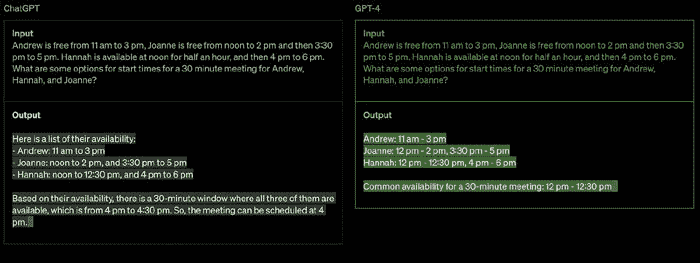 ChatGPT
Input
Andrew is free from 11 am to 3 pm, Joanne is free from noon to 2 pm and then 3:30
pm to 5 pm. Hannah is available at noon for half an hour, and then 4 pm to 6 pm.
What are some options for start times for a 30 minute meeting for Andrew,
Hannah, and Joanne?
Output
Here is a list of their availability:
- Andrew: 11 am to 3 pm
- Joanne: noon to 2 pm, and 3:30 pm to 5 pm
- Hannah: noon to 12:30 pm, and 4 pm to 6 pm
Based on their availability, there is a 30-minute window where all three of them are
available, which is from 4 pm to 4:30 pm. So, the meeting can be scheduled at 4
pm.
GPT-4
Input
Andrew is free from 11 am to 3 pm, Joanne is free from noon to 2 pm and then 3:30
pm to 5 pm. Hannah is available at noon for half an hour, and then 4 pm to 6 pm.
What are some options for start times for a 30 minute meeting for Andrew,
Hannah, and Joanne?
Output
Andrew: 11 am - 3 pm
Joanne: 12 pm - 2 pm, 3:30 pm - 5 pm
Hannah: 12 pm - 12:30 pm, 4 pm - 6 pm
Common availability for a 30-minute meeting: 12 pm - 12:30 pm